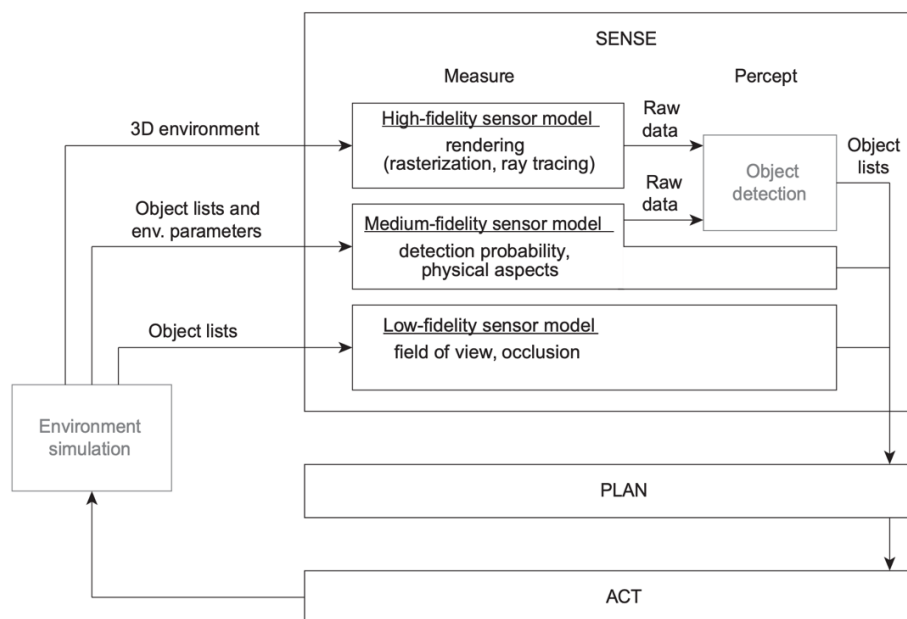 SENSE
Measure
Percept
3D environment
High-fidelity sensor model
rendering
(rasterization, ray tracing)
Raw
data
Object
lists
Object
detection
Object lists and
env. parameters
Medium-fidelity sensor model
detection probability,
physical aspects
Raw
data
Object lists
Low-fidelity sensor model
field of view, occlusion
Environment
simulation
PLAN
ACT